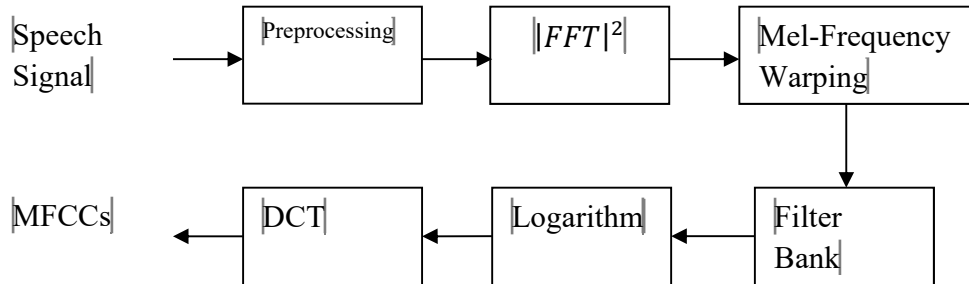 Speech
Signal
Preprocessing
|FFT|²
Mel-Frequency
Warping
MFCCs
DCT
Logarithm
Filter
Bank